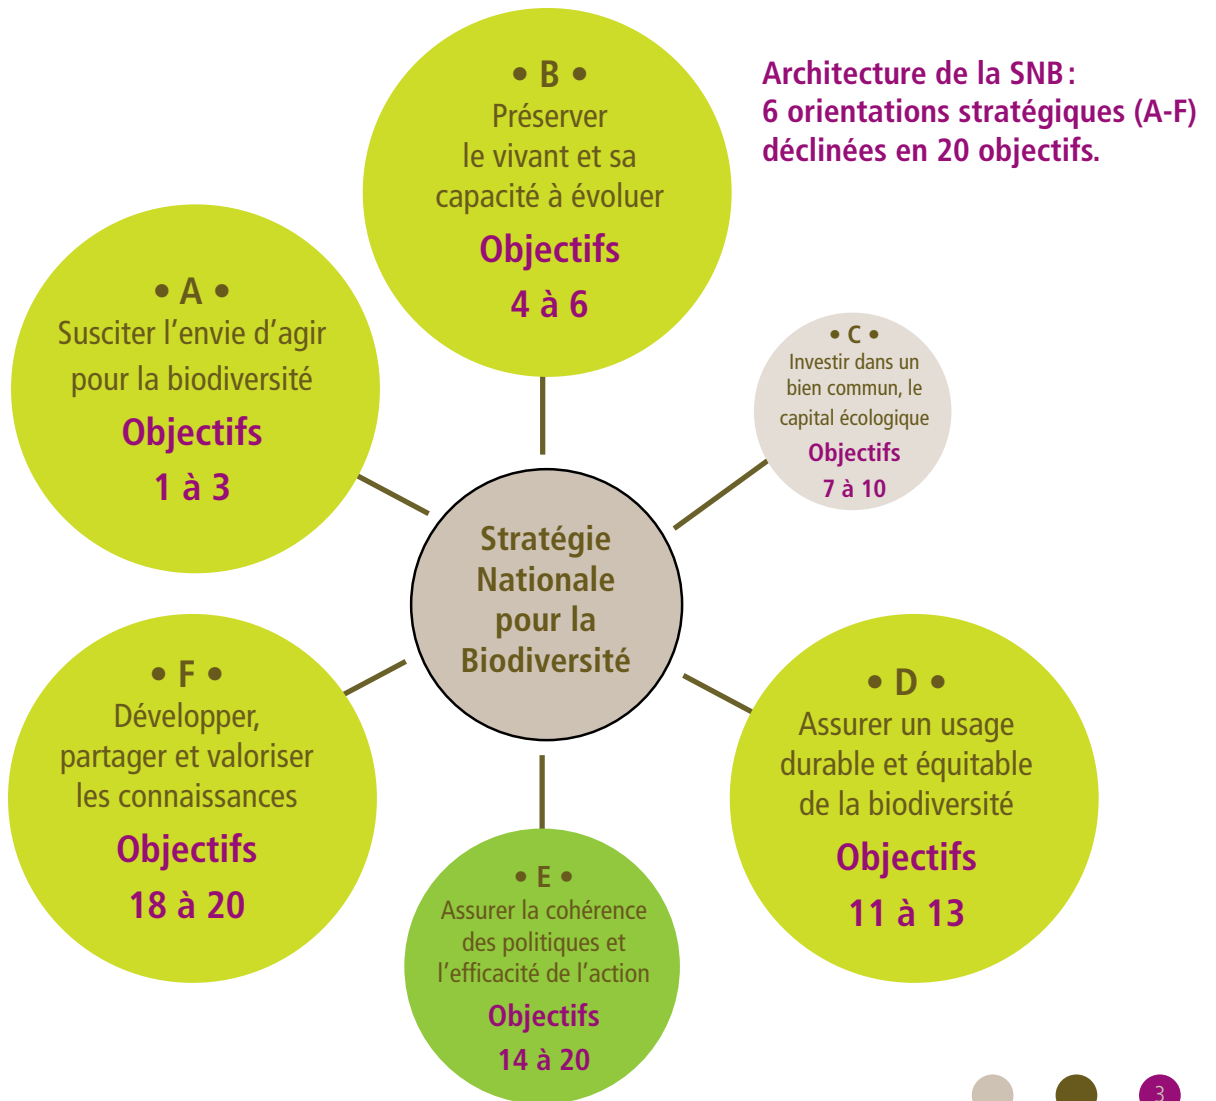 Architecture de la SNB :
6 orientations stratégiques (A-F)
déclinées en 20 objectifs.
• A •
Susciter l’envie d’agir
pour la biodiversité
Objectifs
1 à 3
• B •
Préserver
le vivant et sa
capacité à évoluer
Objectifs
4 à 6
• C •
Investir dans un
bien commun, le
capital écologique
Objectifs
7 à 10
Stratégie
Nationale
pour la
Biodiversité
• D •
Assurer un usage
durable et équitable
de la biodiversité
Objectifs
11 à 13
• E •
Assurer la cohérence
des politiques et
l’efficacité de l’action
Objectifs
14 à 20
• F •
Développer,
partager et valoriser
les connaissances
Objectifs
18 à 20
3